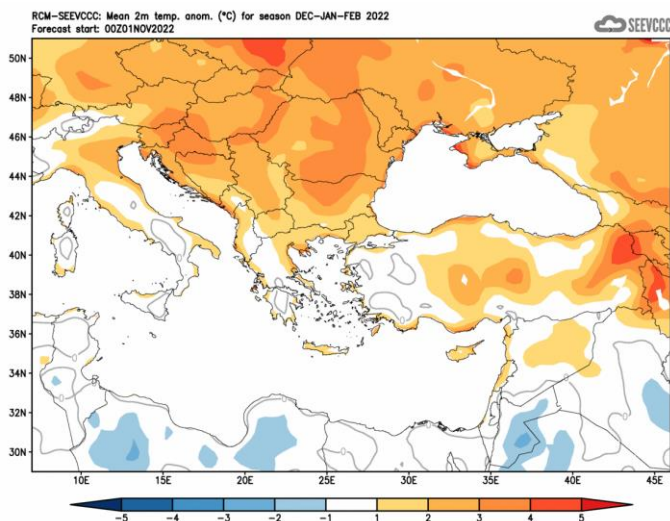 RCM-SEEVCCC: Mean 2m temp. anom. (°C) for season DEC-JAN-FEB 2022
Forecast start: 00Z01NOV2022
SEEVCCC
50N
48N
46N
44N
42N
40N
38N
36N
34N
32N
30N
10E 15E 20E 25E 30E 35E 40E 45E
-5 -4 -3 -2 -1 1 2 3 4 5